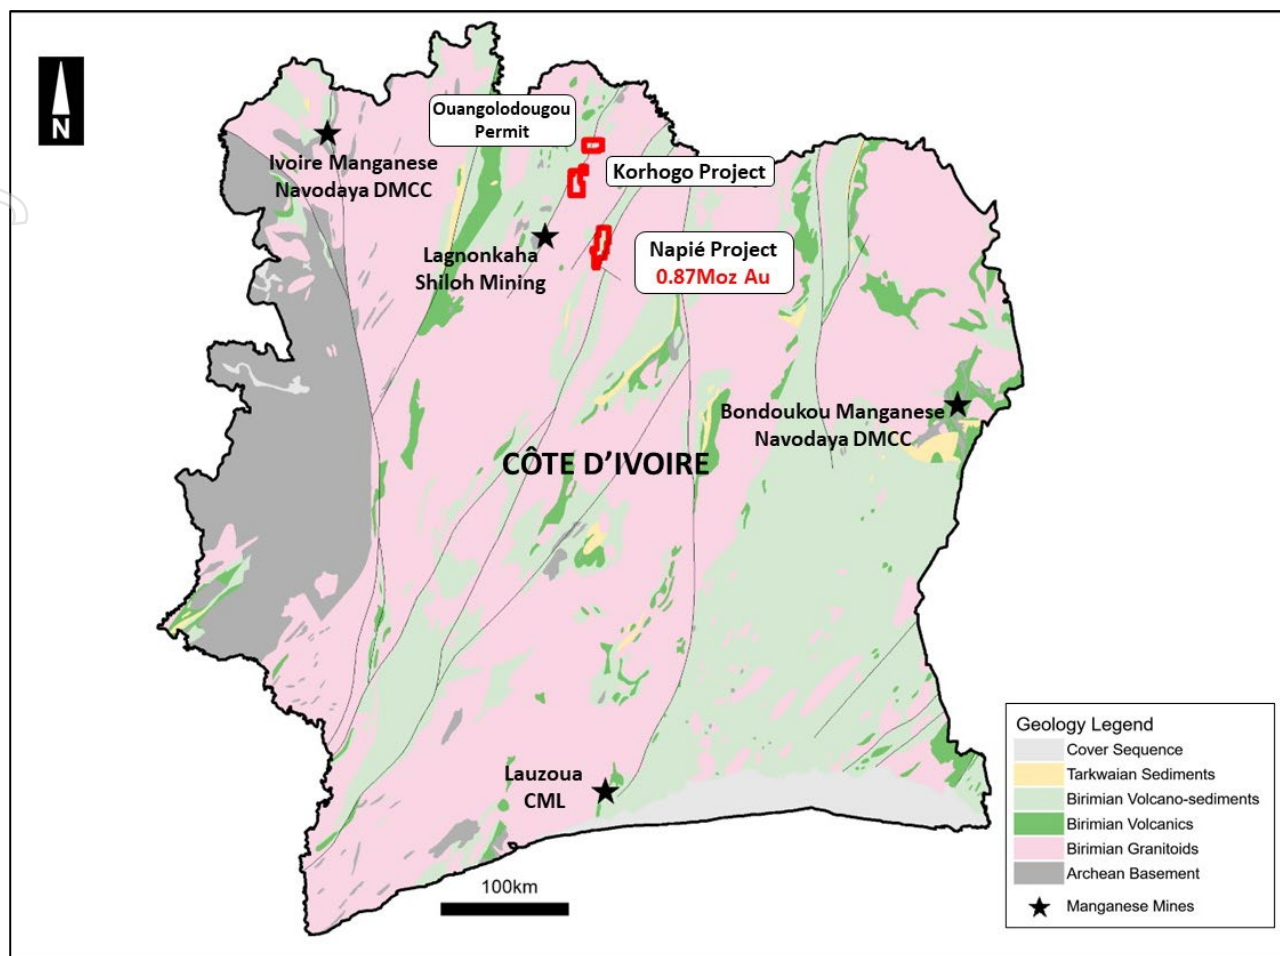 N
Ouangolodougou
Permit
Ivoire Manganese
Navodaya DMCC
Korhogo Project
Lagnonkaha
Shiloh Mining
Napié Project
0.87Moz Au
Bondoukou Manganese
Navodaya DMCC
CÔTE D’IVOIRE
Lauzoua
CML
100km
Geology Legend
Cover Sequence
Tarkwaian Sediments
Birimian Volcano-sediments
Birimian Volcanics
Birimian Granitoids
Archean Basement
Manganese Mines